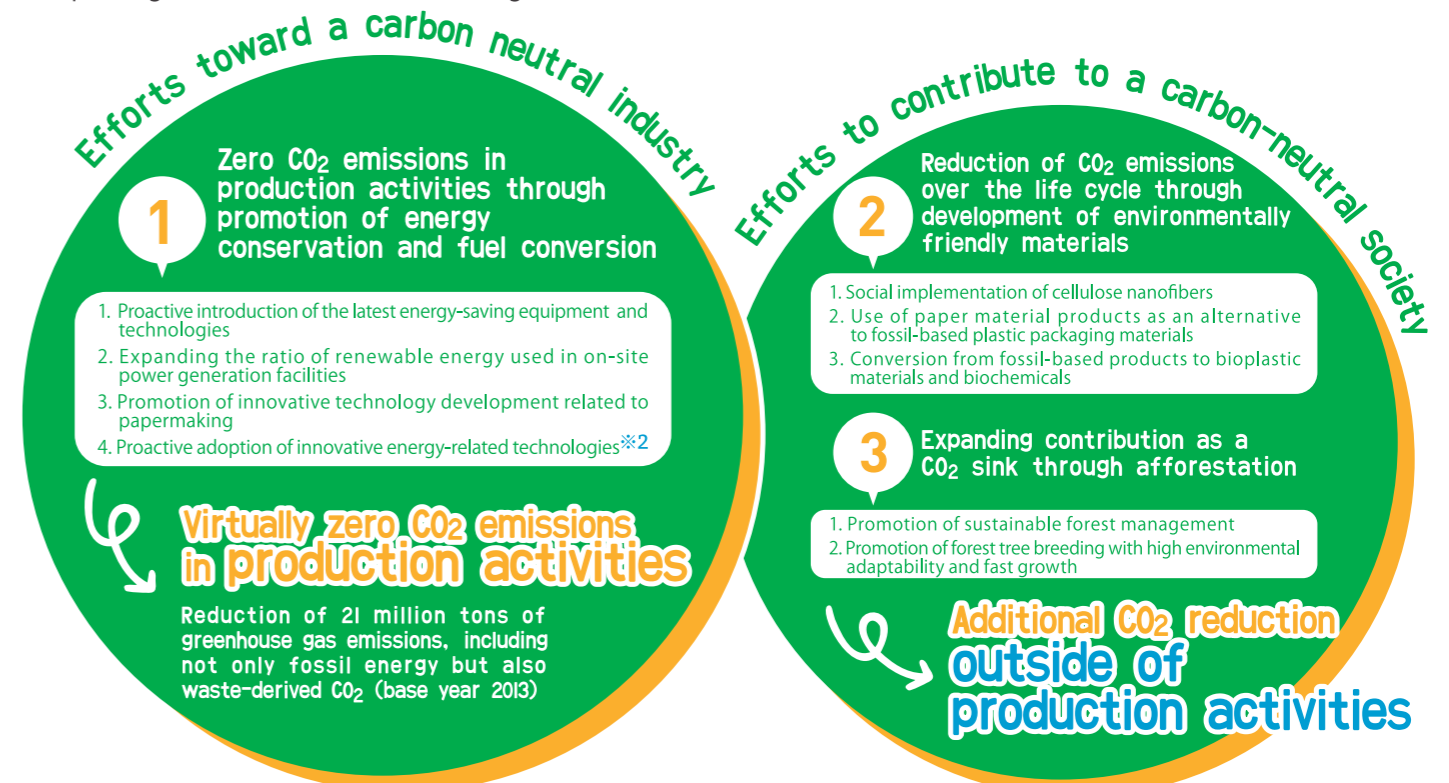 Efforts toward a carbon neutral industry
1
Zero CO2 emissions in
production activities through
promotion of energy
conservation and fuel conversion
1. Proactive introduction of the latest energy-saving equipment and
technologies
2. Expanding the ratio of renewable energy used in on-site
power generation facilities
3. Promotion of innovative technology development related to
papermaking
4. Proactive adoption of innovative energy-related technologies※2
Virtually zero CO2 emissions
in production activities
Reduction of 21 million tons of
greenhouse gas emissions, including
not only fossil energy but also
waste-derived CO2 (base year 2013)
Efforts to contribute to a carbon-neutral society
2
Reduction of CO2 emissions
over the life cycle through
development of environmentally
friendly materials
1. Social implementation of cellulose nanofibers
2. Use of paper material products as an alternative
to fossil-based plastic packaging materials
3. Conversion from fossil-based products to bioplastic
materials and biochemicals
3
Expanding contribution as a
CO2 sink through afforestation
1. Promotion of sustainable forest management
2. Promotion of forest tree breeding with high environmental
adaptability and fast growth
Additional CO2 reduction
outside of
production activities